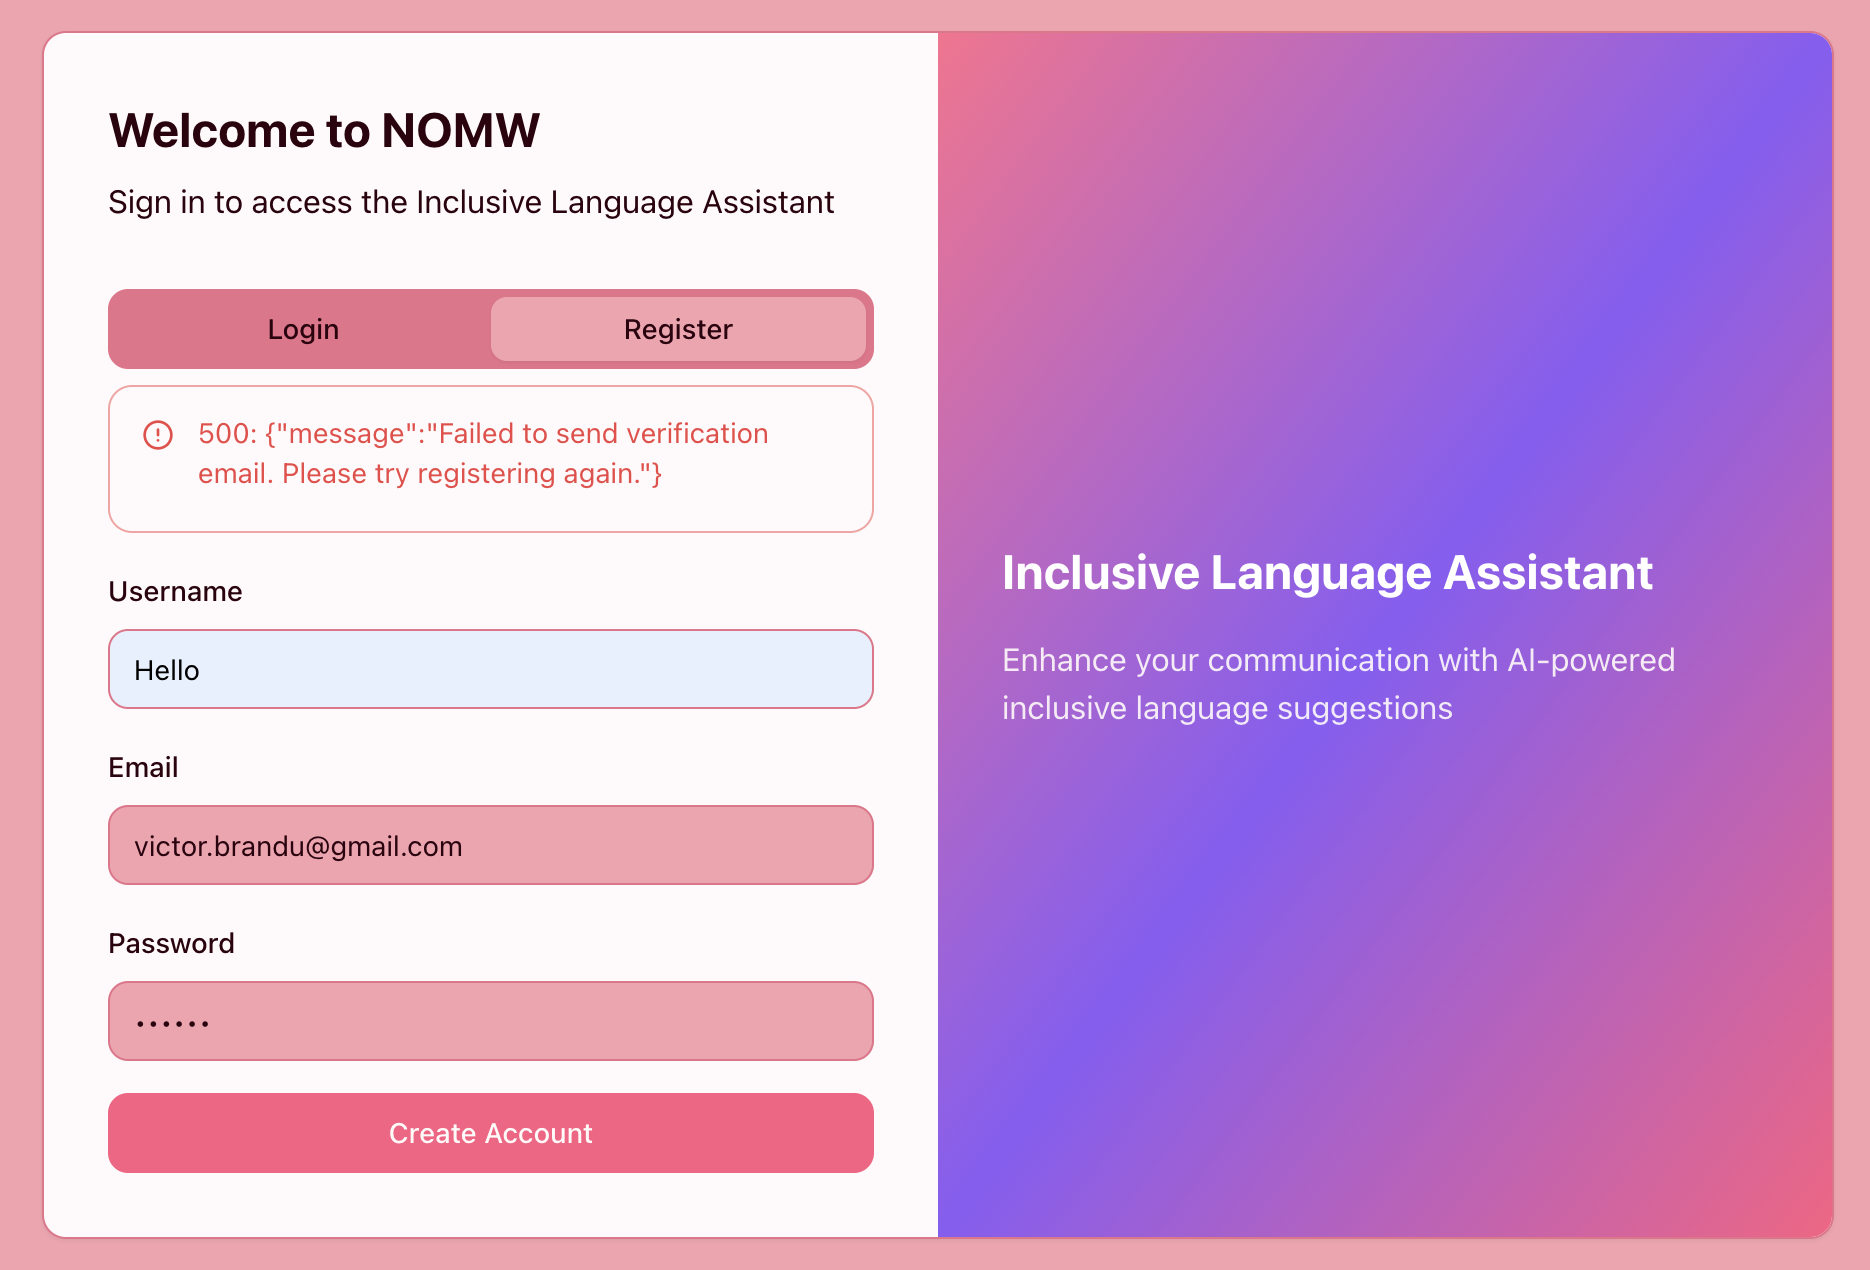 Welcome to NOMW
Sign in to access the Inclusive Language Assistant
Login
Register
500: {"message":"Failed to send verification
email. Please try registering again."}
Username
Hello
Email
victor.brandu@gmail.com
Password
••••••
Create Account
Inclusive Language Assistant
Enhance your communication with AI-powered
inclusive language suggestions